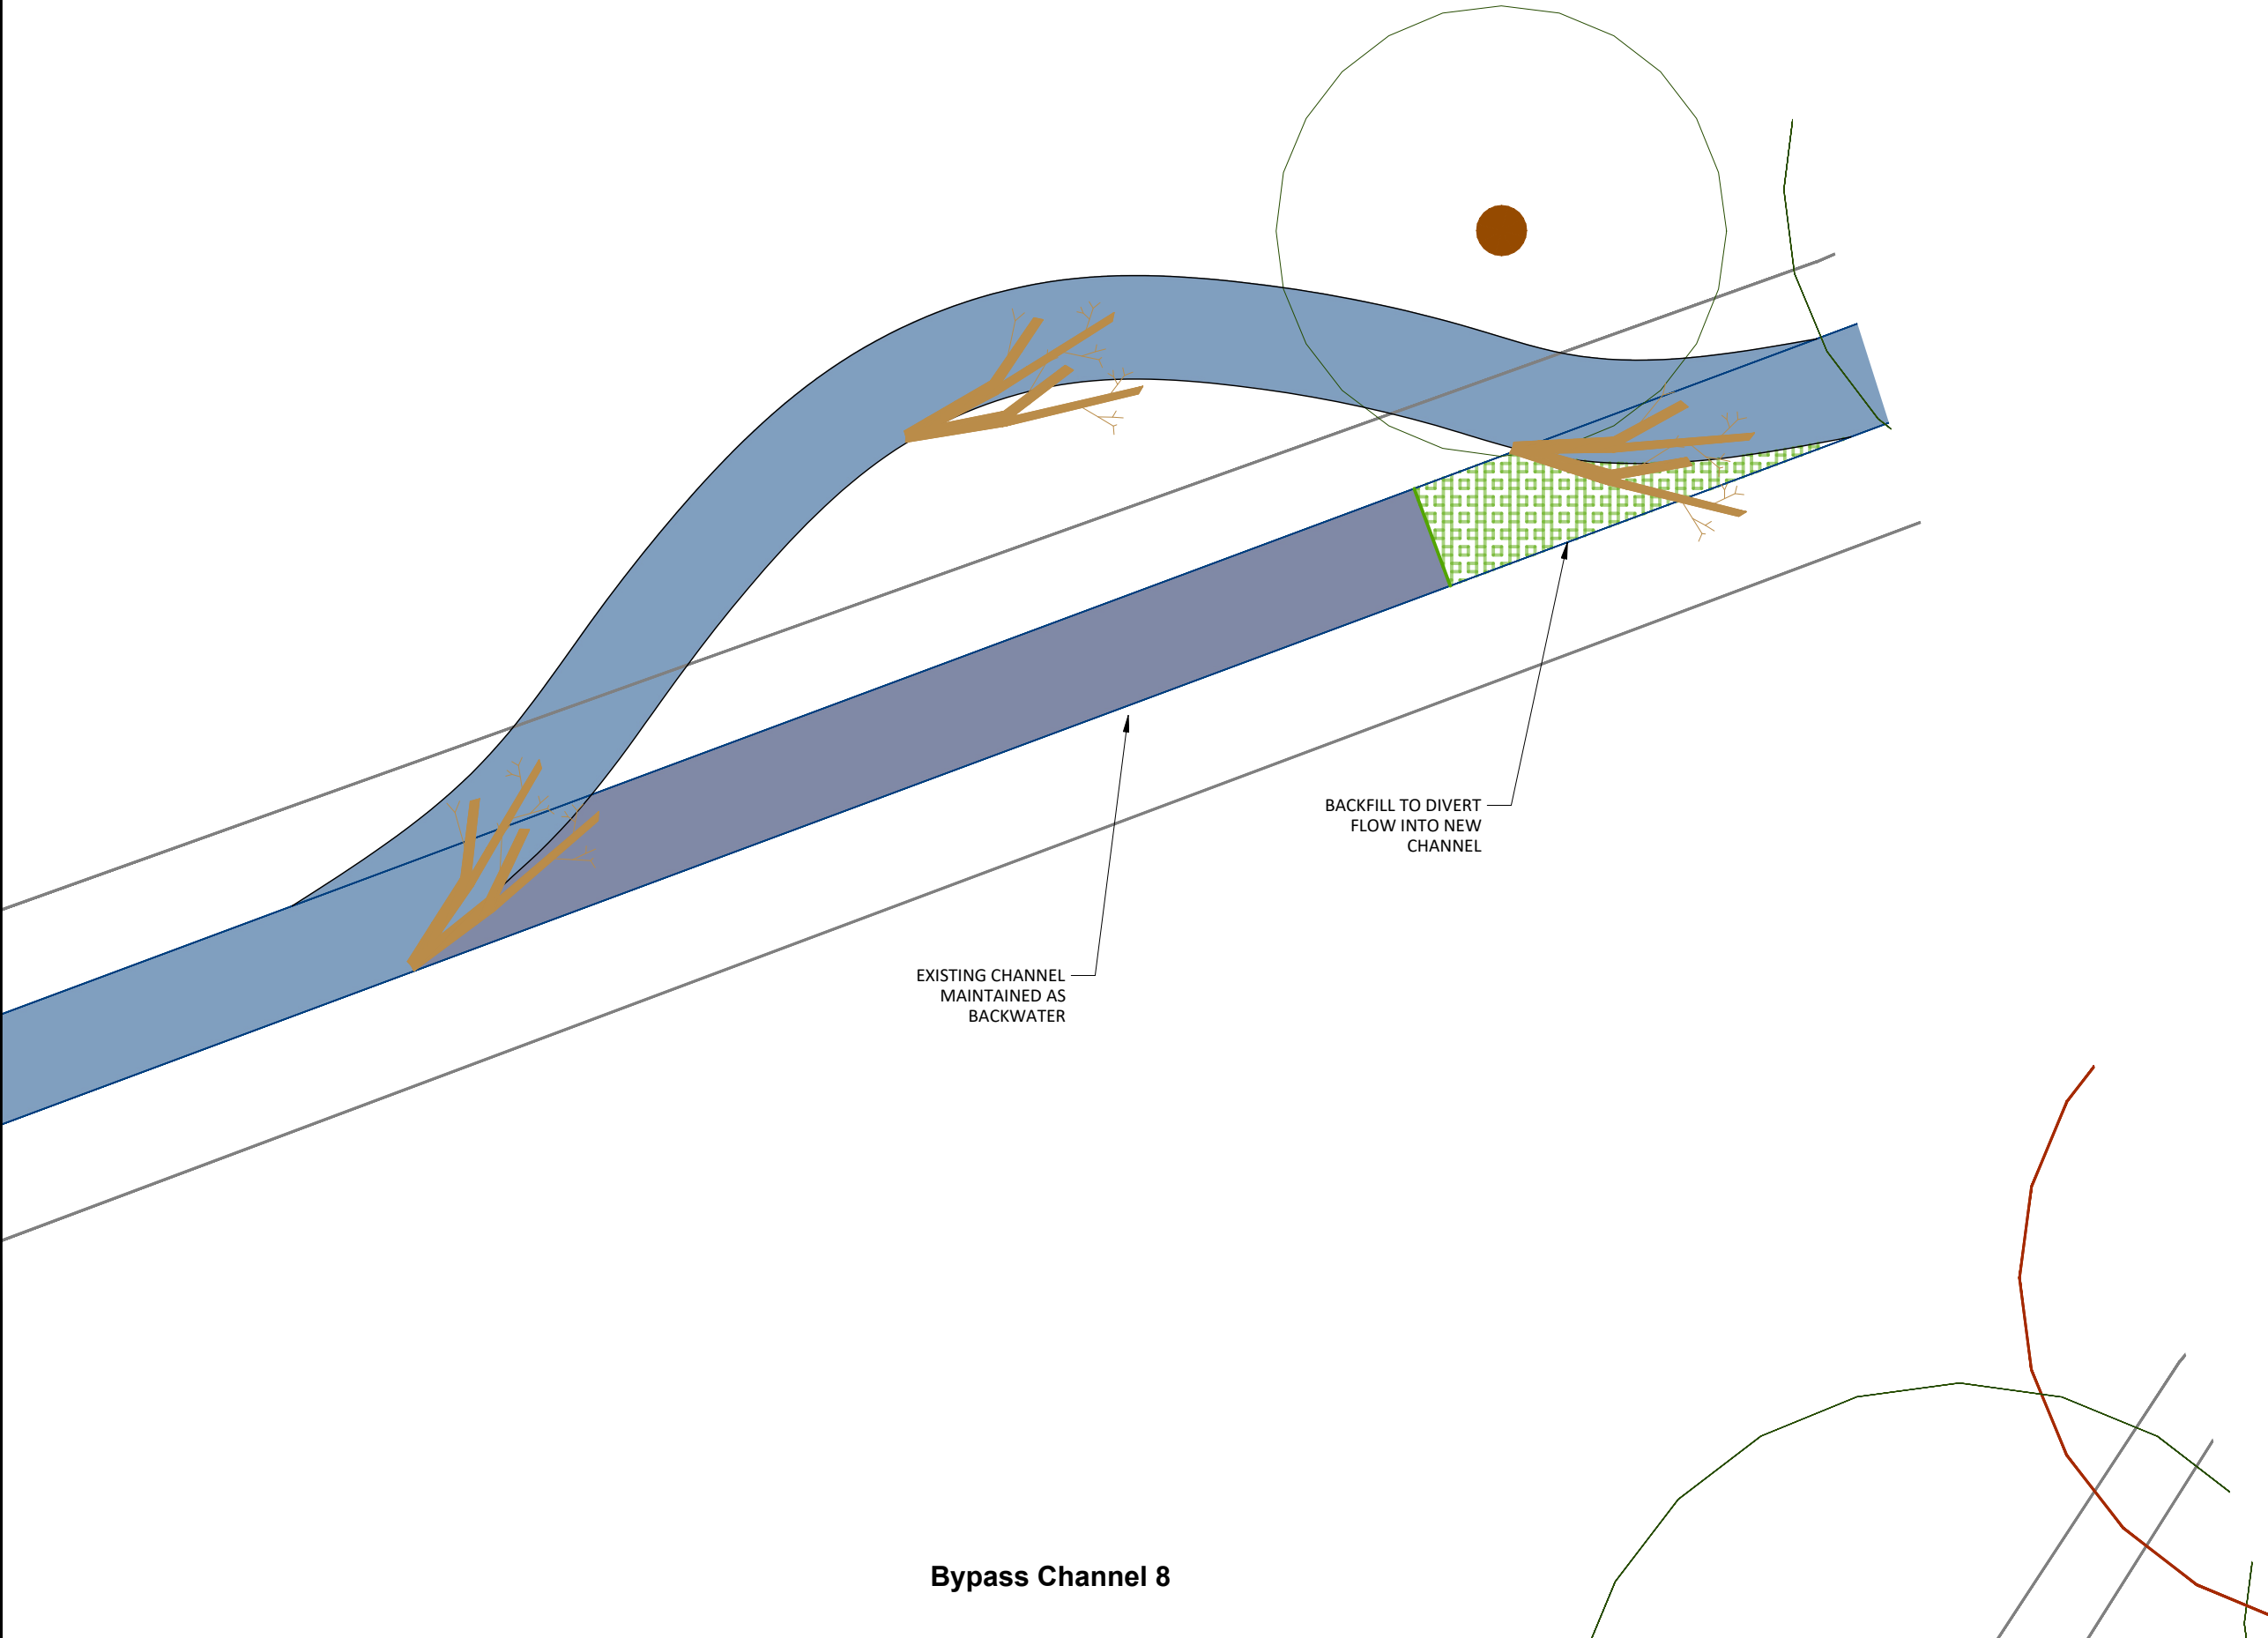 BACKFILL TO DIVERT
FLOW INTO NEW
CHANNEL
EXISTING CHANNEL
MAINTAINED AS
BACKWATER
Bypass Channel 8